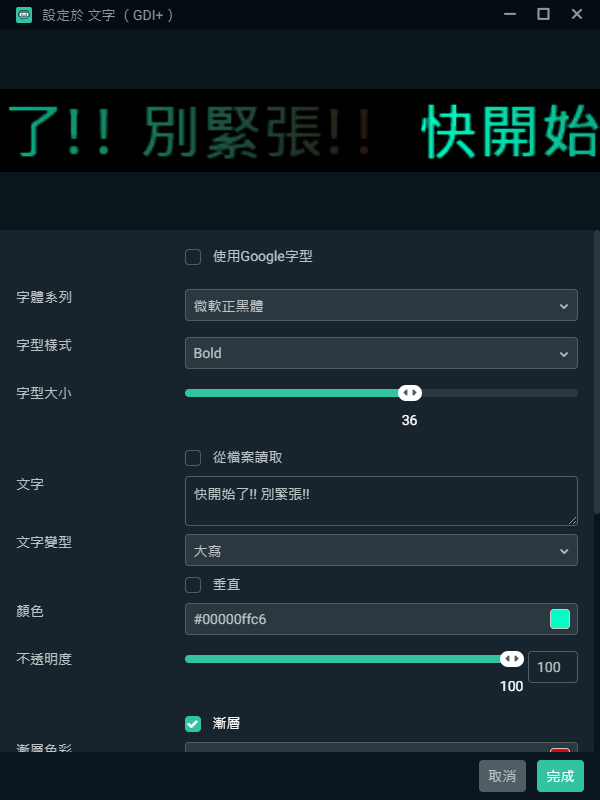 設定於 文字 （ GDI+ ）
了!! 別緊張!! 快開始
使用Google字型
字體系列
微軟正黑體
字型樣式
Bold
字型大小
36
從檔案讀取
文字
快開始了!! 別緊張!!
文字變型
大寫
垂直
顏色
#00000ffc6
不透明度
100
100
漸層
漸層色彩
取消
完成